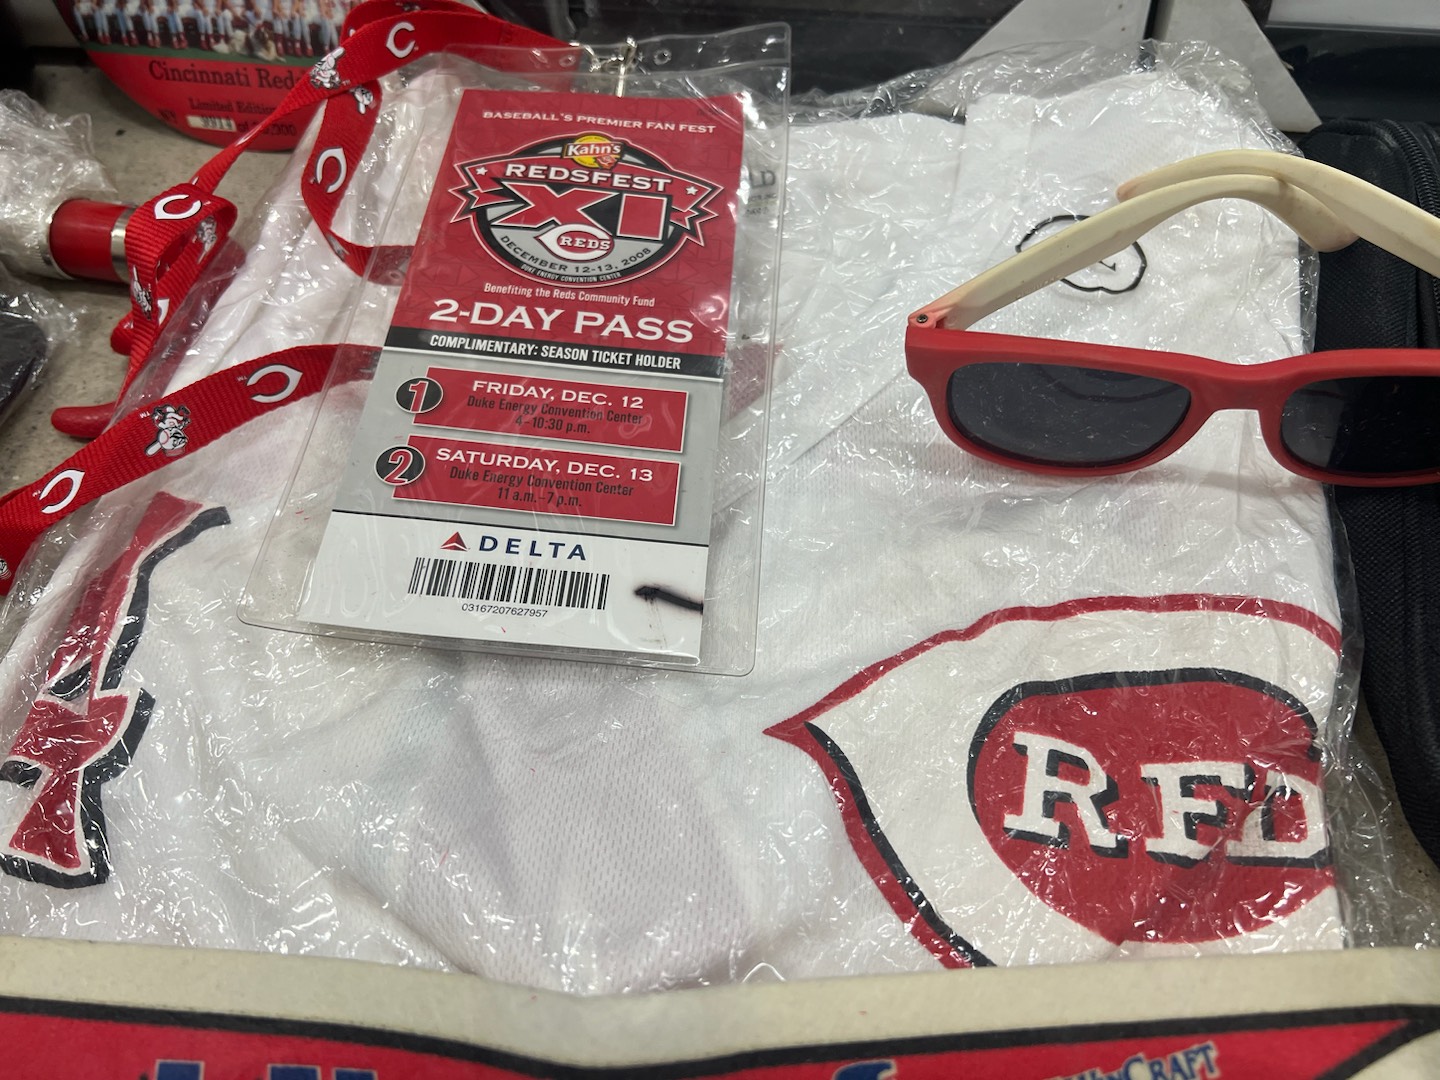 Cincinnati Reds
Limited Edition
BASEBALL'S PREMIER FAN FEST
Kahn's
REDSFEST
XI
REDS
DECEMBER 12-13, 2008
DUKE ENERGY CONVENTION CENTER
Benefiting the Reds Community Fund
2-DAY PASS
COMPLIMENTARY: SEASON TICKET HOLDER
1
FRIDAY, DEC. 12
Duke Energy Convention Center
4-10:30 p.m.
2
SATURDAY, DEC. 13
Duke Energy Convention Center
11 a.m.-7 p.m.
DELTA
03167207627957
C
C
C
C
C
RED